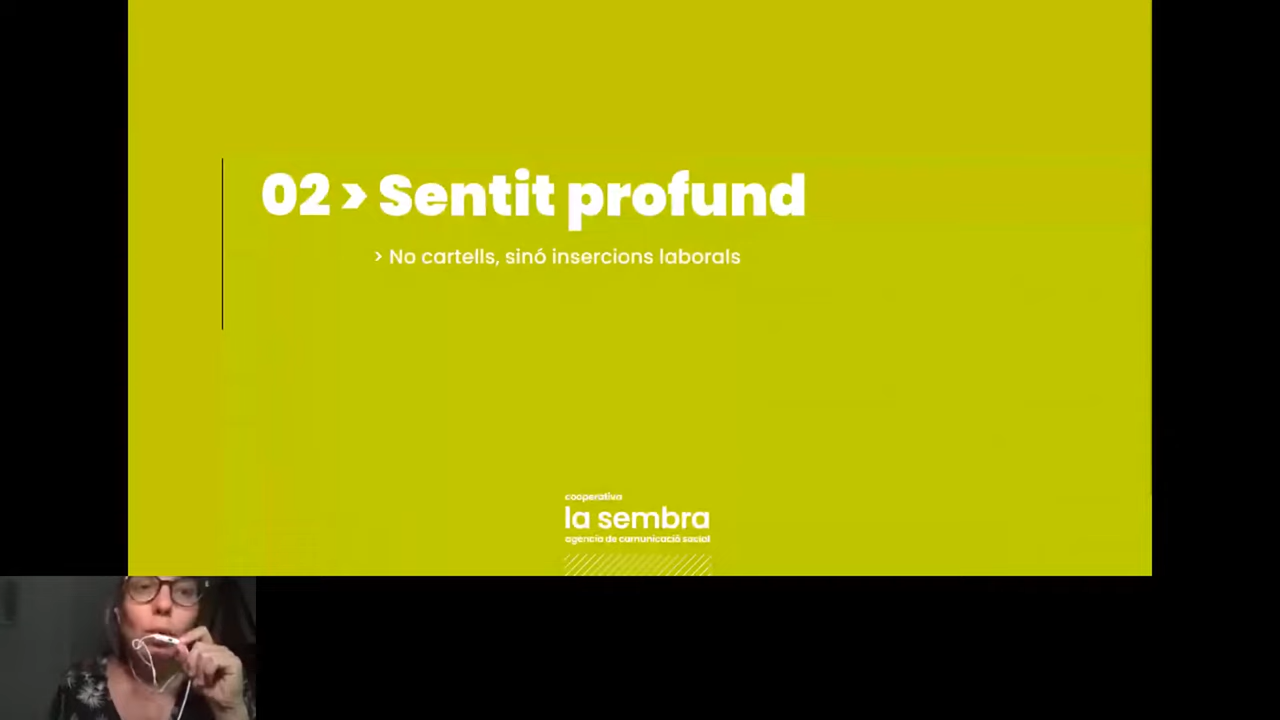 02 > Sentit profund
> No cartells, sinó insercions laborals
cooperativa
la sembra
agència de comunicació social